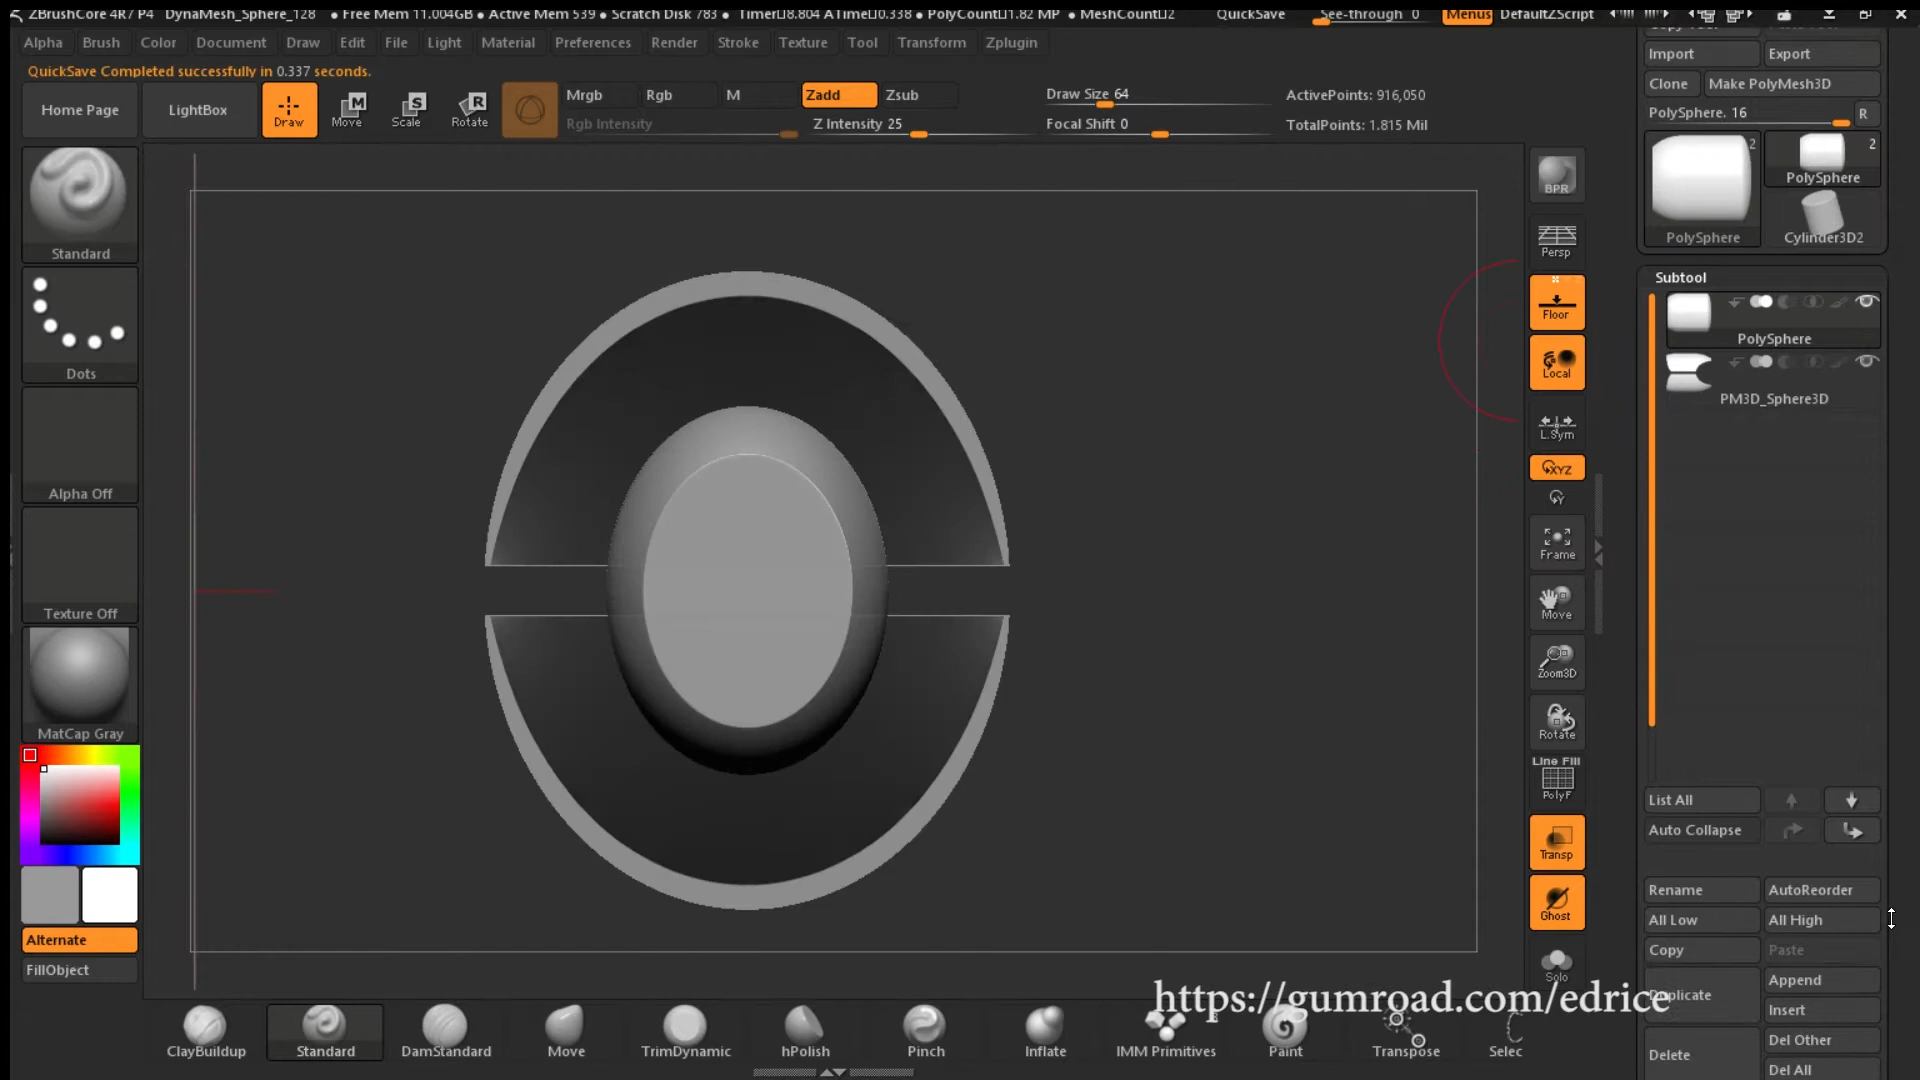 ZBrushCore 4R7 P4 DynaMesh_Sphere_128 • Free Mem 11.004GB • Active Mem 539 • Scratch Disk 783 • Timer▯8.804 ATime▯0.338 • PolyCount▯1.82 MP • MeshCount▯2 QuickSave See-through 0 Menus DefaultZScript
Alpha Brush Color Document Draw Edit File Light Material Preferences Render Stroke Texture Tool Transform Zplugin
QuickSave Completed successfully in 0.337 seconds.
Home Page LightBox Draw Move Scale Rotate
Mrgb Rgb M Zadd Zsub
Rgb Intensity Z Intensity 25
Draw Size 64
Focal Shift 0
ActivePoints: 916,050
TotalPoints: 1.815 Mil
Standard
Dots
Alpha Off
Texture Off
MatCap Gray
Alternate
FillObject
BPR
Persp
Floor
Local
L.Sym
XYZ
Y
Frame
Move
Zoom3D
Rotate
Line Fill
PolyF
Transp
Ghost
Solo
Import Export
Clone Make PolyMesh3D
PolySphere. 16 R
2 2
PolySphere
PolySphere Cylinder3D2
Subtool
PolySphere
PM3D_Sphere3D
List All
Auto Collapse
Rename AutoReorder
All Low All High
Copy Paste
Append
Insert
Del Other
Delete
Del All
https://gumroad.com/edrice
ClayBuildup Standard DamStandard Move TrimDynamic hPolish Pinch Inflate IMM Primitives Paint Transpose Selec